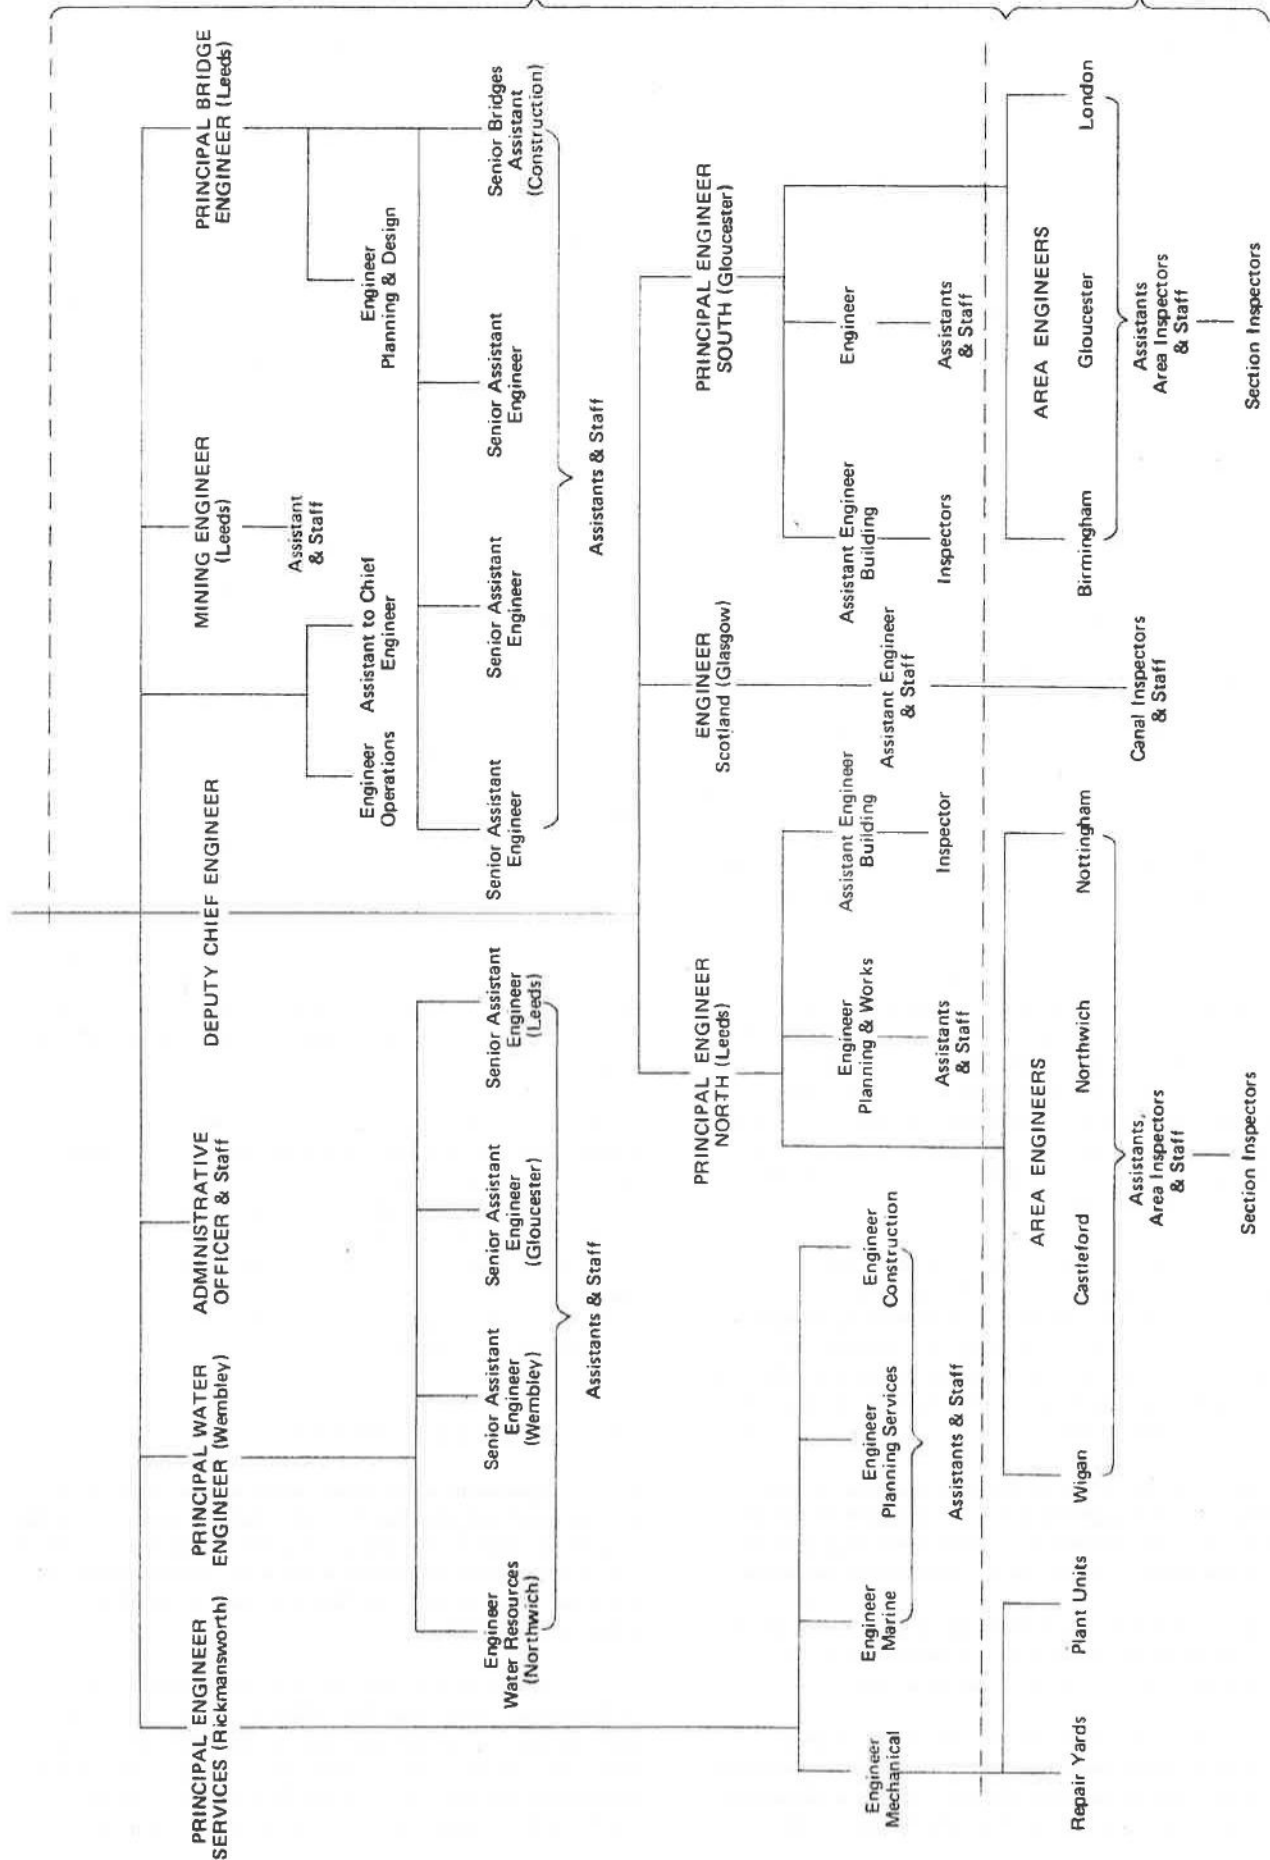 PRINCIPAL ENGINEER
SERVICES (Rickmansworth)
PRINCIPAL WATER
ENGINEER (Wembley)
ADMINISTRATIVE
OFFICER & Staff
DEPUTY CHIEF ENGINEER
MINING ENGINEER
(Leeds)
PRINCIPAL BRIDGE
ENGINEER (Leeds)
Assistant
& Staff
Engineer
Operations
Assistant to Chief
Engineer
Engineer
Planning & Design
Engineer
Water Resources
(Northwich)
Senior Assistant
Engineer
(Wembley)
Senior Assistant
Engineer
(Gloucester)
Senior Assistant
Engineer
(Leeds)
Senior Assistant
Engineer
Senior Assistant
Engineer
Senior Assistant
Engineer
Senior Bridges
Assistant
(Construction)
Assistants & Staff
Assistants & Staff
PRINCIPAL ENGINEER
NORTH (Leeds)
ENGINEER
Scotland (Glasgow)
PRINCIPAL ENGINEER
SOUTH (Gloucester)
Engineer
Mechanical
Engineer
Marine
Engineer
Planning Services
Engineer
Construction
Engineer
Planning & Works
Assistant Engineer
Building
Assistant Engineer
& Staff
Assistant Engineer
Building
Engineer
Assistants & Staff
Assistants
& Staff
Inspector
Inspectors
Assistants
& Staff
AREA ENGINEERS
AREA ENGINEERS
Repair Yards
Plant Units
Wigan
Castleford
Northwich
Nottingham
Birmingham
Gloucester
London
Assistants,
Area Inspectors
& Staff
Canal Inspectors
& Staff
Assistants
Area Inspectors
& Staff
Section Inspectors
Section Inspectors